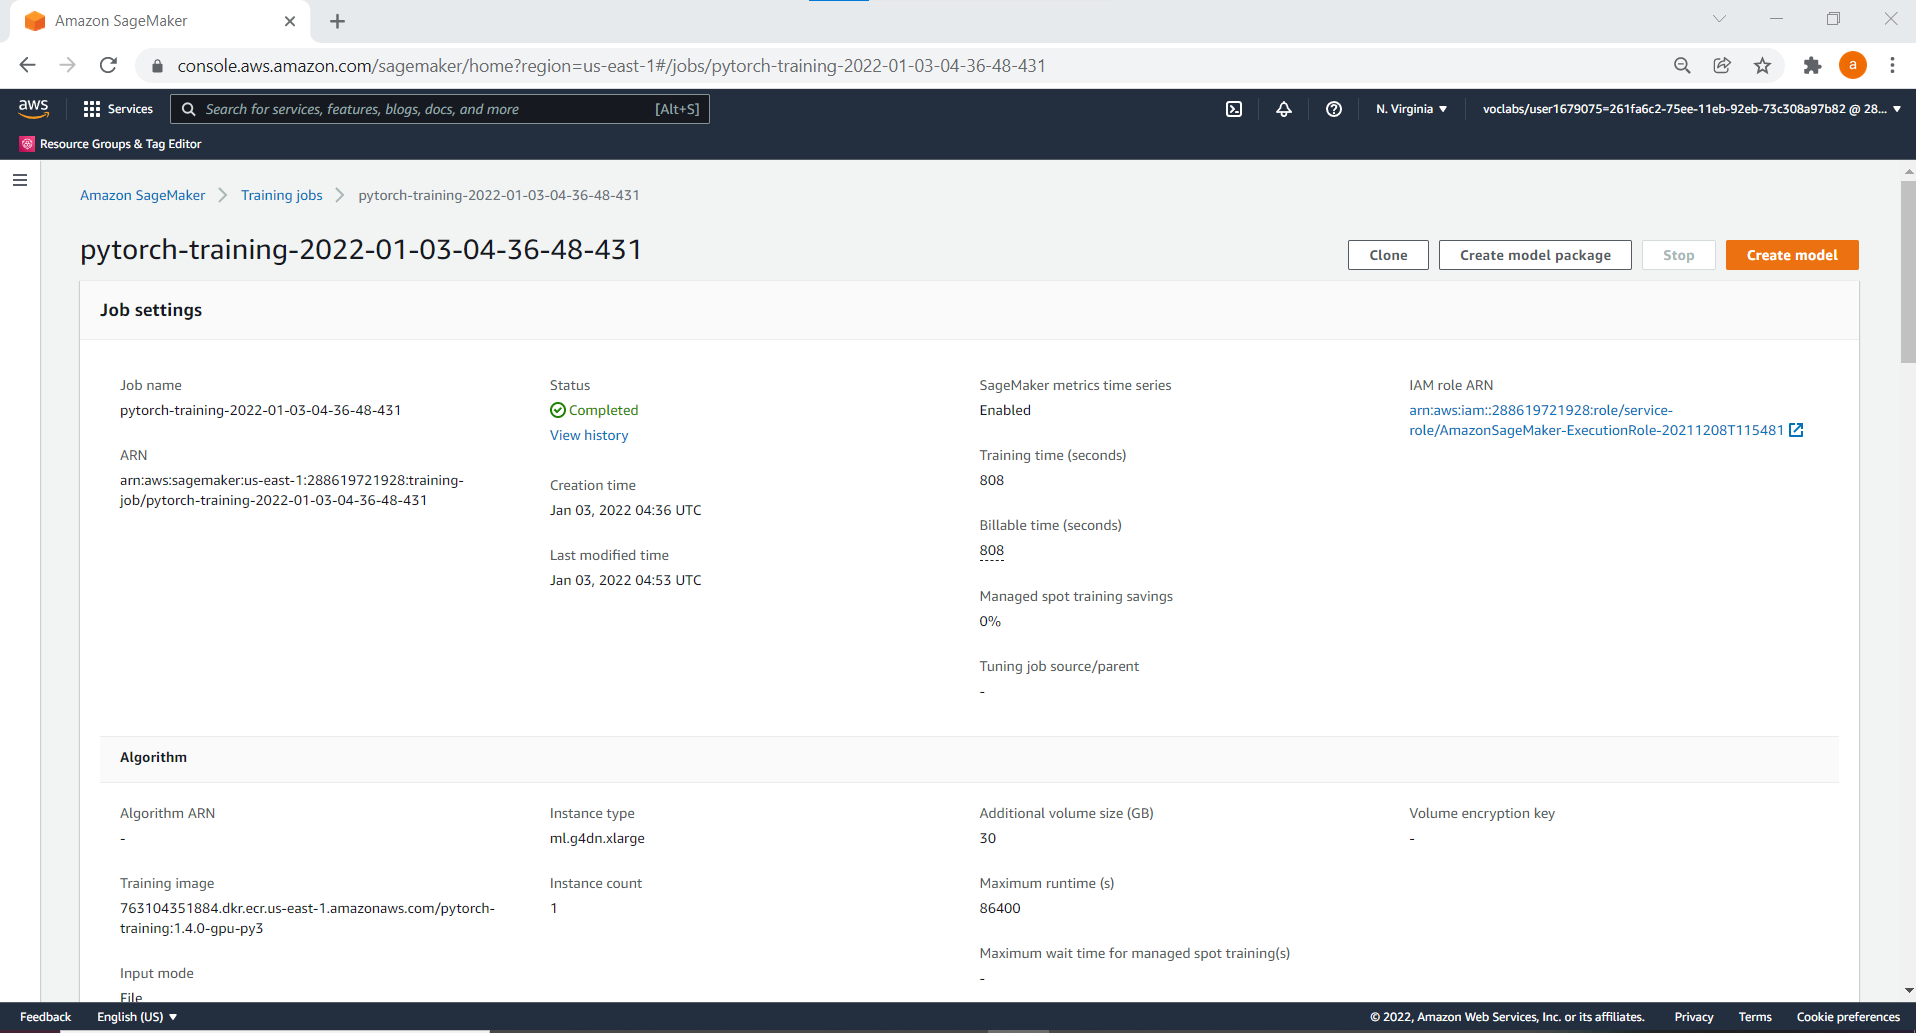 Amazon SageMaker
console.aws.amazon.com/sagemaker/home?region=us-east-1#/jobs/pytorch-training-2022-01-03-04-36-48-431
a
aws
Services
Search for services, features, blogs, docs, and more
[Alt+S]
N. Virginia
voclabs/user1679075=261fa6c2-75ee-11eb-92eb-73c308a97b82 @ 28...
Resource Groups & Tag Editor
Amazon SageMaker
Training jobs
pytorch-training-2022-01-03-04-36-48-431
pytorch-training-2022-01-03-04-36-48-431
Clone
Create model package
Stop
Create model
Job settings
Job name
pytorch-training-2022-01-03-04-36-48-431
ARN
arn:aws:sagemaker:us-east-1:288619721928:training-
job/pytorch-training-2022-01-03-04-36-48-431
Status
Completed
View history
Creation time
Jan 03, 2022 04:36 UTC
Last modified time
Jan 03, 2022 04:53 UTC
SageMaker metrics time series
Enabled
Training time (seconds)
808
Billable time (seconds)
808
Managed spot training savings
0%
Tuning job source/parent
-
IAM role ARN
arn:aws:iam::288619721928:role/service-
role/AmazonSageMaker-ExecutionRole-20211208T115481
Algorithm
Algorithm ARN
-
Training image
763104351884.dkr.ecr.us-east-1.amazonaws.com/pytorch-
training:1.4.0-gpu-py3
Input mode
File
Instance type
ml.g4dn.xlarge
Instance count
1
Additional volume size (GB)
30
Maximum runtime (s)
86400
Maximum wait time for managed spot training(s)
-
Volume encryption key
-
Feedback
English (US)
© 2022, Amazon Web Services, Inc. or its affiliates.
Privacy
Terms
Cookie preferences